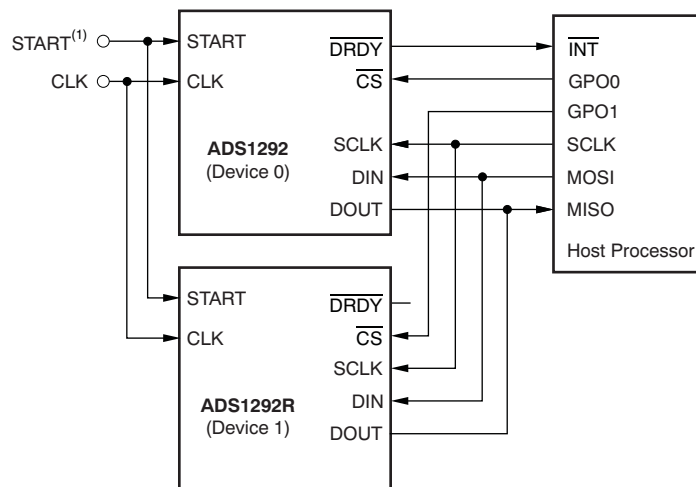 START(1)
CLK
START
CLK
ADS1292
(Device 0)
DRDY
CS
SCLK
DIN
DOUT
INT
GPO0
GPO1
SCLK
MOSI
MISO
Host Processor
START
CLK
ADS1292R
(Device 1)
DRDY
CS
SCLK
DIN
DOUT